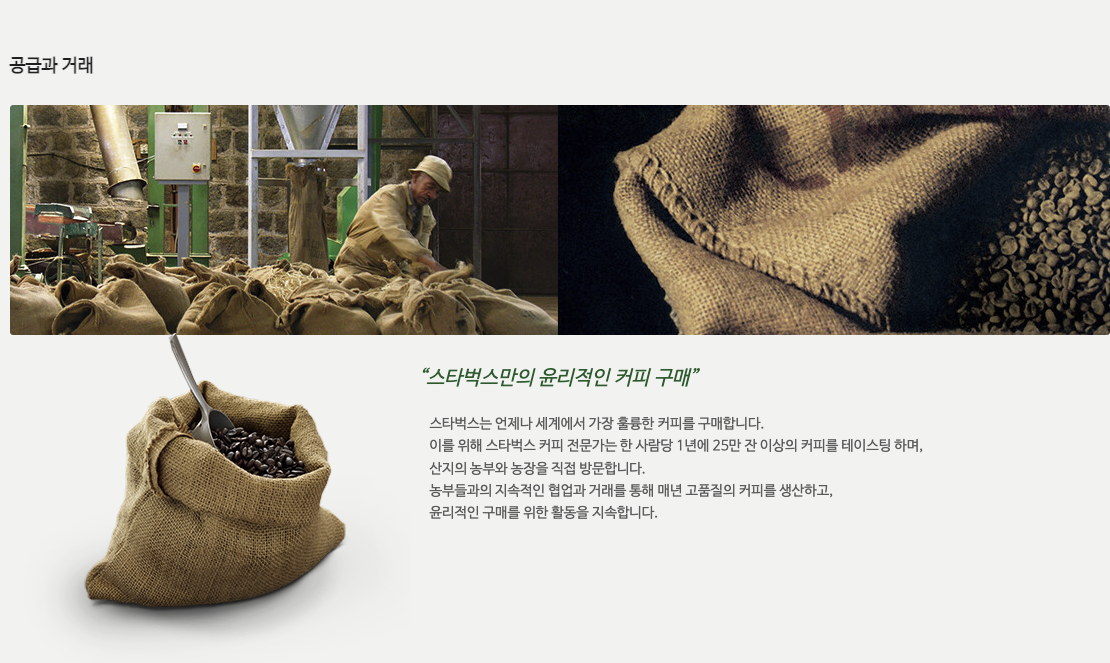 공급과 거래
“스타벅스만의 윤리적인 커피 구매”
스타벅스는 언제나 세계에서 가장 훌륭한 커피를 구매합니다.
이를 위해 스타벅스 커피 전문가는 한 사람당 1년에 25만 잔 이상의 커피를 테이스팅 하며,
산지의 농부와 농장을 직접 방문합니다.
농부들과의 지속적인 협업과 거래를 통해 매년 고품질의 커피를 생산하고,
윤리적인 구매를 위한 활동을 지속합니다.